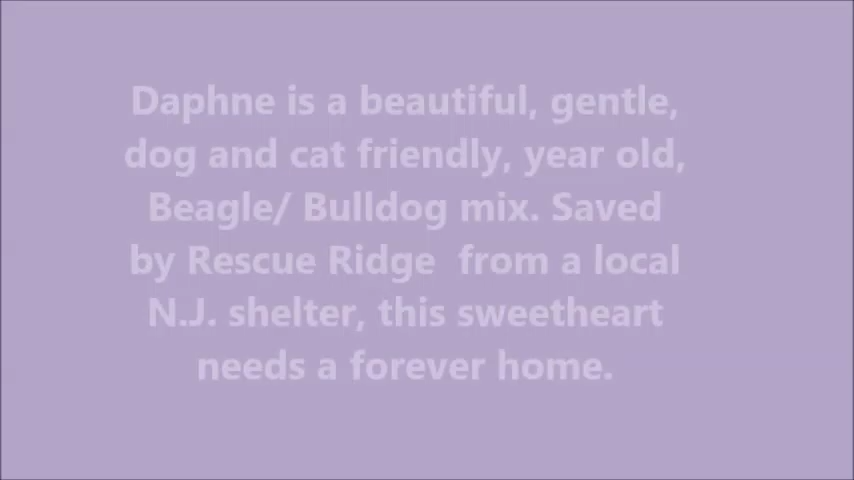 Daphne is a beautiful, gentle,
dog and cat friendly, year old,
Beagle/ Bulldog mix. Saved
by Rescue Ridge  from a local
N.J. shelter, this sweetheart
needs a forever home.